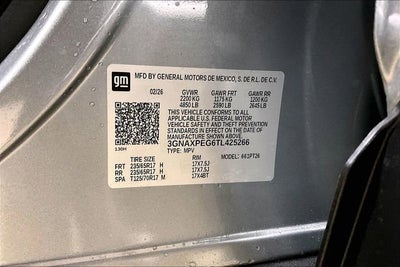 gm
MFD BY GENERAL MOTORS DE MEXICO, S. DE R.L. DE C.V.
02/26 GVWR GAWR FRT GAWR RR
2200 KG 1175 KG 1200 KG
4850 LB 2590 LB 2645 LB
THIS VEHICLE CONFORMS TO ALL
APPLICABLE U.S. FEDERAL MOTOR
VEHICLE SAFETY AND THEFT PREVENTION
STANDARDS IN EFFECT ON THE DATE OF
MANUFACTURE SHOWN ABOVE.
3GNAXPEG6TL425266
130H TYPE: MPV MODEL: 661PT26
TIRE SIZE RIM
FRT 235/65R17 H 17X7.5J
RR 235/65R17 H 17X7.5J
SPA T125/70R17 M 17X4BT